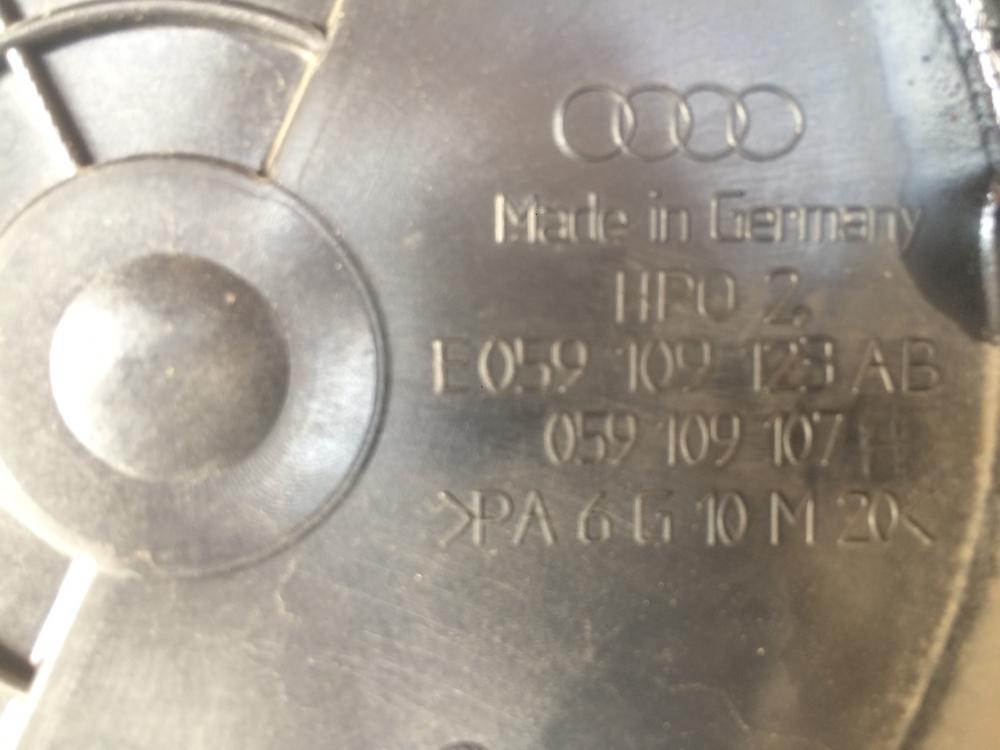 Made in Germany
HPO 2.
E059 109 123 AB
059 109 107 H
>PA 6 G 10 M 20<